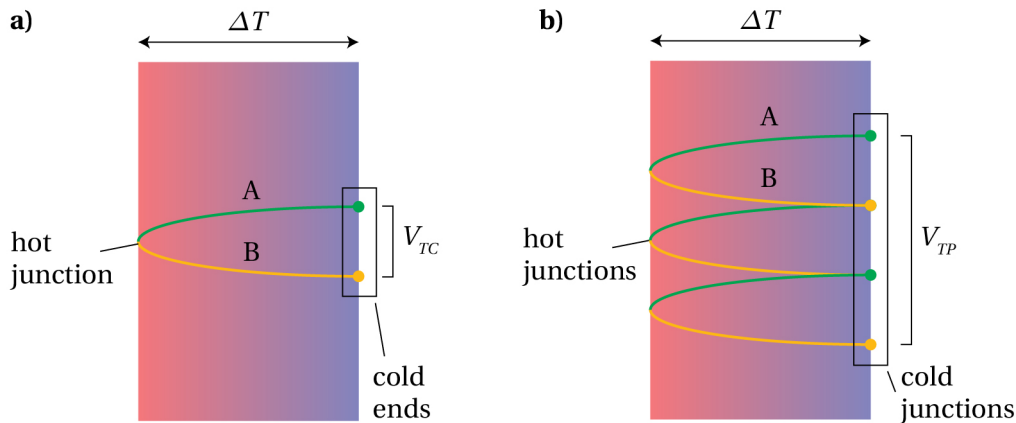 a)
ΔT
A
B
hot
junction
V_TC
cold
ends
b)
ΔT
A
B
hot
junctions
V_TP
cold
junctions